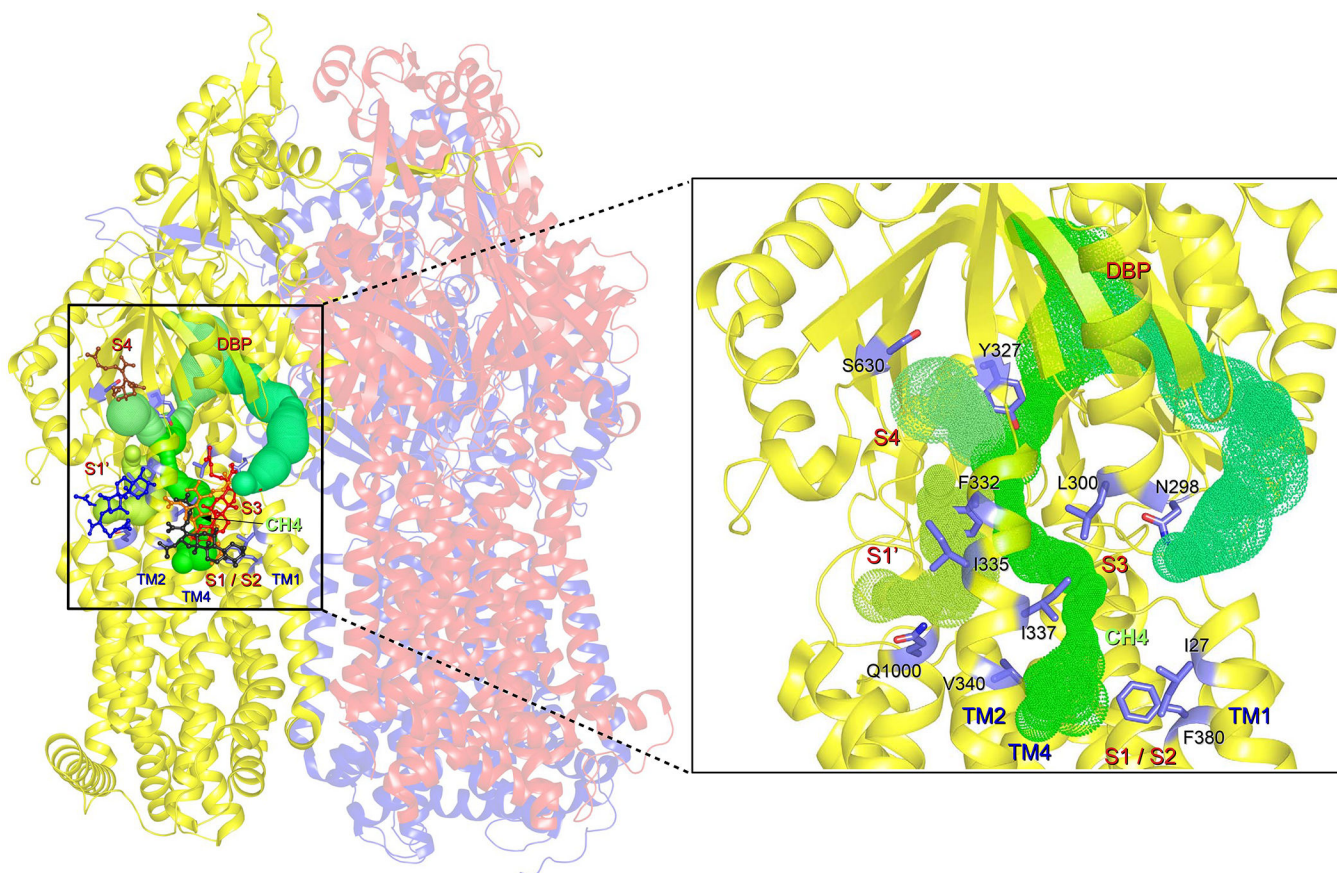 S4
DBP
S1'
S3
CH4
TM2
S1 / S2
TM1
TM4
DBP
Y327
S630
S4
F332
L300
N298
S1'
I335
S3
I337
CH4
I27
Q1000
V340
TM2
TM1
F380
TM4
S1 / S2